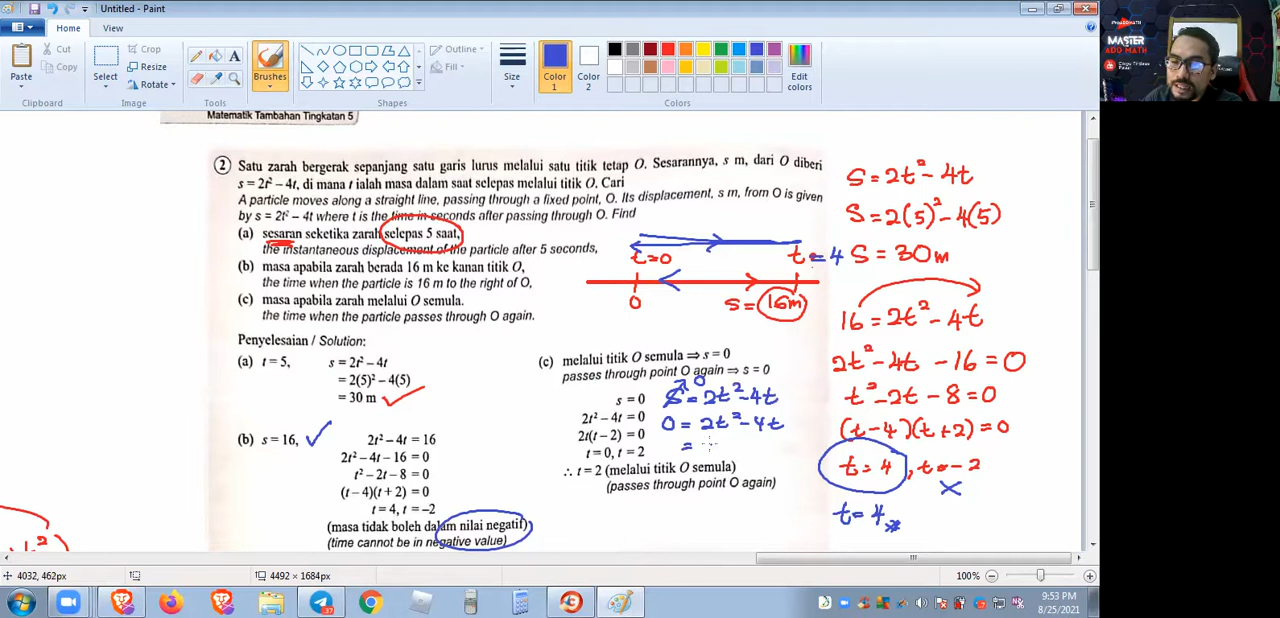 Untitled - Paint
Home View
Paste
Cut
Copy
Clipboard
Select
Crop
Resize
Rotate
Image
Tools
Brushes
Shapes
Outline
Fill
Size
Color 1
Color 2
Colors
Edit colors
ProADDMATH
MASTER
ADD MATH
Cikgu Tirdaus Pauzi
Matematik Tambahan Tingkatan 5
2 Satu zarah bergerak sepanjang satu garis lurus melalui satu titik tetap O. Sesarannya, s m, dari O diberi
s = 2t² – 4t, di mana t ialah masa dalam saat selepas melalui titik O. Cari
A particle moves along a straight line, passing through a fixed point, O. Its displacement, s m, from O is given
by s = 2t² – 4t where t is the time in seconds after passing through O. Find
(a) sesaran seketika zarah selepas 5 saat,
the instantaneous displacement of the particle after 5 seconds,
(b) masa apabila zarah berada 16 m ke kanan titik O,
the time when the particle is 16 m to the right of O,
(c) masa apabila zarah melalui O semula.
the time when the particle passes through O again.
t=0 t=4
0 s= 16m
Penyelesaian / Solution:
(a) t = 5, s = 2t² – 4t
= 2(5)² – 4(5)
= 30 m
(b) s = 16, 2t² – 4t = 16
2t² – 4t – 16 = 0
t² – 2t – 8 = 0
(t – 4)(t + 2) = 0
t = 4, t = –2
(masa tidak boleh dalam nilai negatif)
(time cannot be in negative value)
(c) melalui titik O semula ⇒ s = 0
passes through point O again ⇒ s = 0
s = 0
2t² – 4t = 0
2t(t – 2) = 0
t = 0, t = 2
∴ t = 2 (melalui titik O semula)
(passes through point O again)
0
S = 2t² - 4t
0 = 2t² - 4t
=
S = 2t² - 4t
S = 2(5)² - 4(5)
S = 30m
16 = 2t² - 4t
2t² - 4t - 16 = 0
t² - 2t - 8 = 0
(t-4)(t+2) = 0
t = 4, t = -2
t = 4
4032, 462px
4492 × 1684px
100%
9:53 PM
8/25/2021